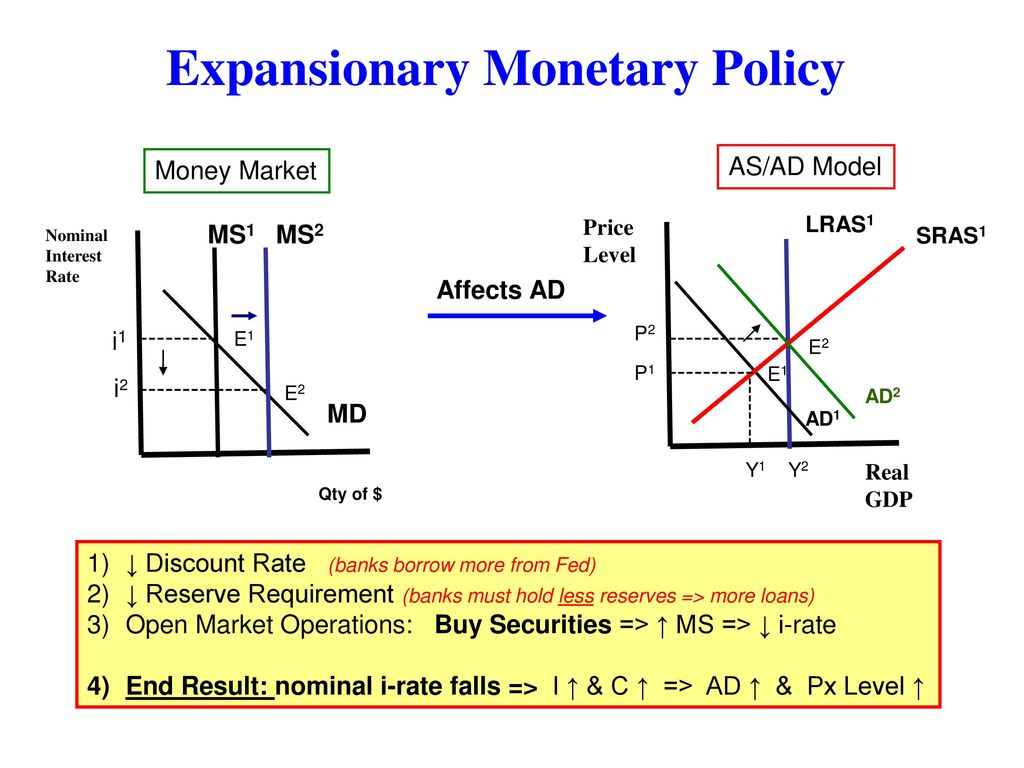 Expansionary Monetary Policy
Money Market
AS/AD Model
Nominal
Interest
Rate
MS¹ MS²
i¹
i²
E¹
E²
MD
Qty of $
Affects AD
Price
Level
LRAS¹
SRAS¹
P²
P¹
E²
E¹
AD²
AD¹
Y¹ Y²
Real
GDP
1) ↓ Discount Rate (banks borrow more from Fed)
2) ↓ Reserve Requirement (banks must hold less reserves => more loans)
3) Open Market Operations: Buy Securities => ↑ MS => ↓ i-rate
4) End Result: nominal i-rate falls => I ↑ & C ↑ => AD ↑ & Px Level ↑